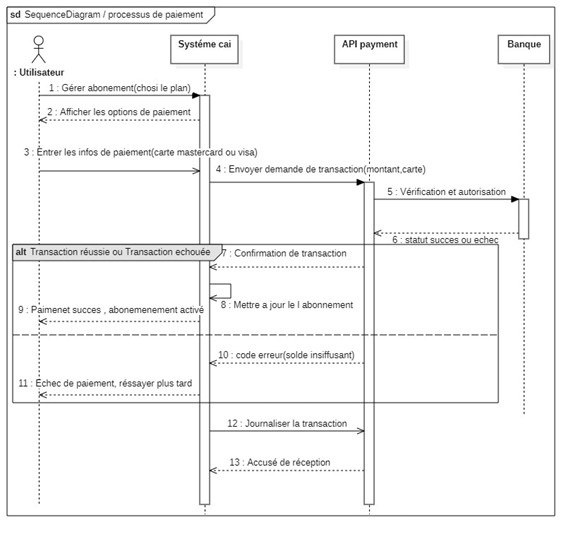 sd SequenceDiagram / processus de paiement
Systéme cai
API payment
Banque
: Utilisateur
1 : Gérer abonement(chosi le plan)
2 : Afficher les options de paiement
3 : Entrer les infos de paiement(carte mastercard ou visa)
4 : Envoyer demande de transaction(montant,carte)
5 : Vérification et autorisation
6 : statut succes ou echec
alt Transaction réussie ou Transaction echouée
7 : Confirmation de transaction
8 : Mettre a jour le l abonnement
9 : Paimenet succes , abonemenement activé
10 : code erreur(solde insiffusant)
11 : Echec de paiement, réssayer plus tard
12 : Journaliser la transaction
13 : Accusé de réception